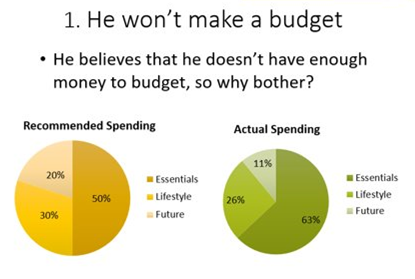 1. He won't make a budget
• He believes that he doesn't have enough
money to budget, so why bother?
Recommended Spending
20%
50%
30%
Essentials
Lifestyle
Future
Actual Spending
11%
26%
63%
Essentials
Lifestyle
Future